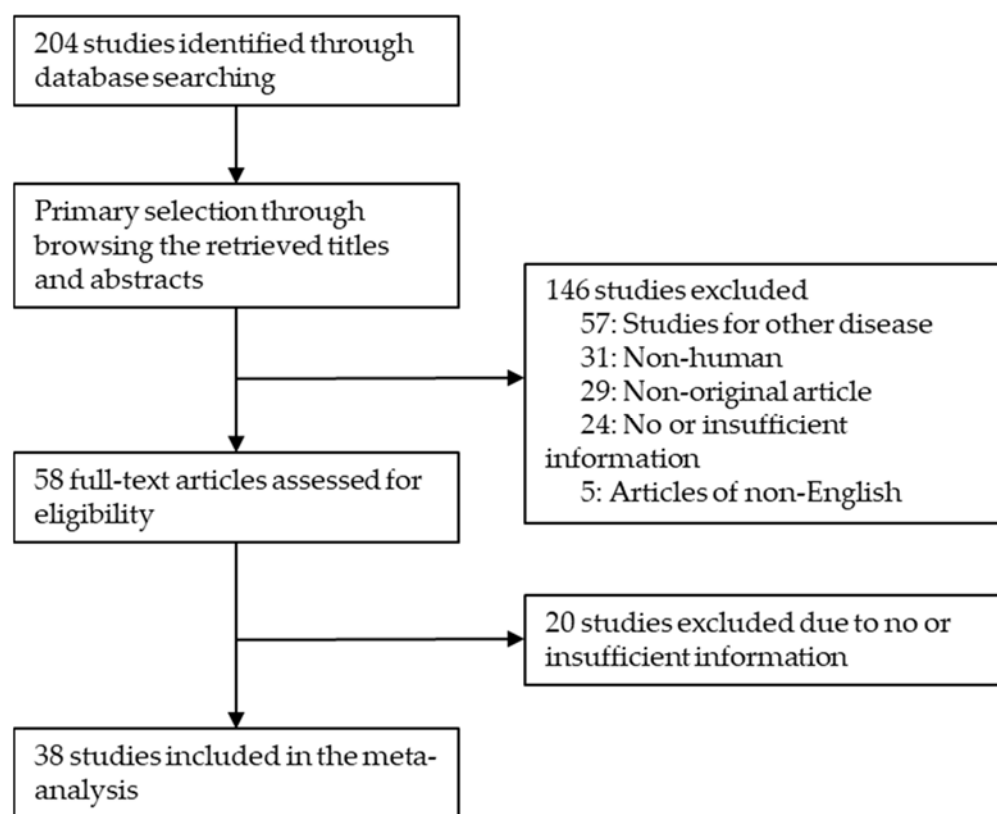 204 studies identified through
database searching
Primary selection through
browsing the retrieved titles
and abstracts
146 studies excluded
57: Studies for other disease
31: Non-human
29: Non-original article
24: No or insufficient
information
5: Articles of non-English
58 full-text articles assessed for
eligibility
20 studies excluded due to no or
insufficient information
38 studies included in the meta-
analysis